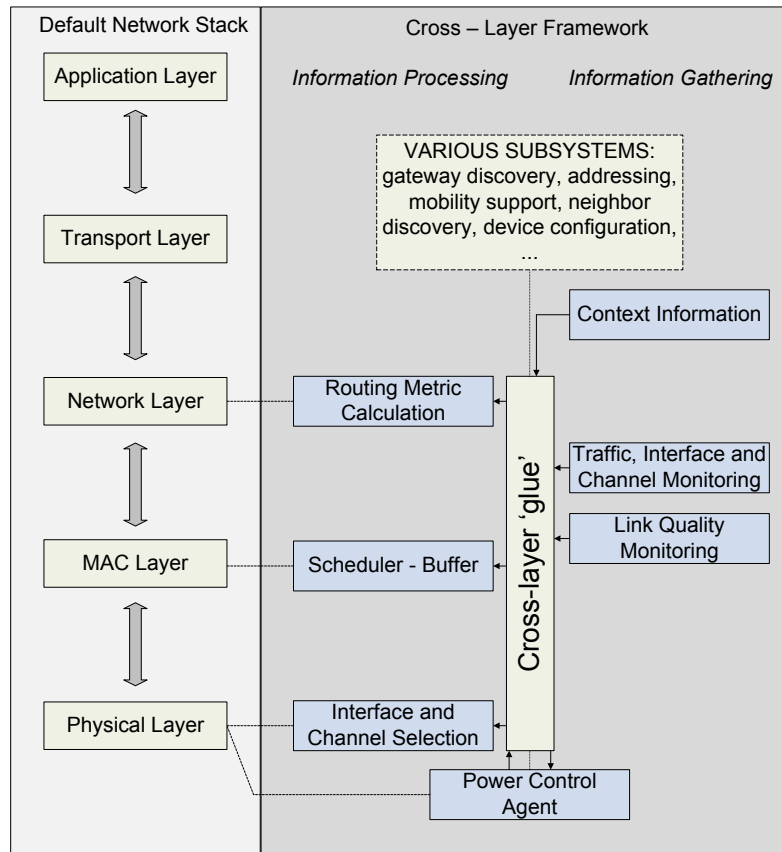 Default Network Stack
Application Layer
Transport Layer
Network Layer
MAC Layer
Physical Layer
Cross – Layer Framework
Information Processing
Information Gathering
VARIOUS SUBSYSTEMS:
gateway discovery, addressing,
mobility support, neighbor
discovery, device configuration,
...
Context Information
Routing Metric
Calculation
Traffic, Interface and
Channel Monitoring
Link Quality
Monitoring
Scheduler - Buffer
Cross-layer ‘glue’
Interface and
Channel Selection
Power Control
Agent